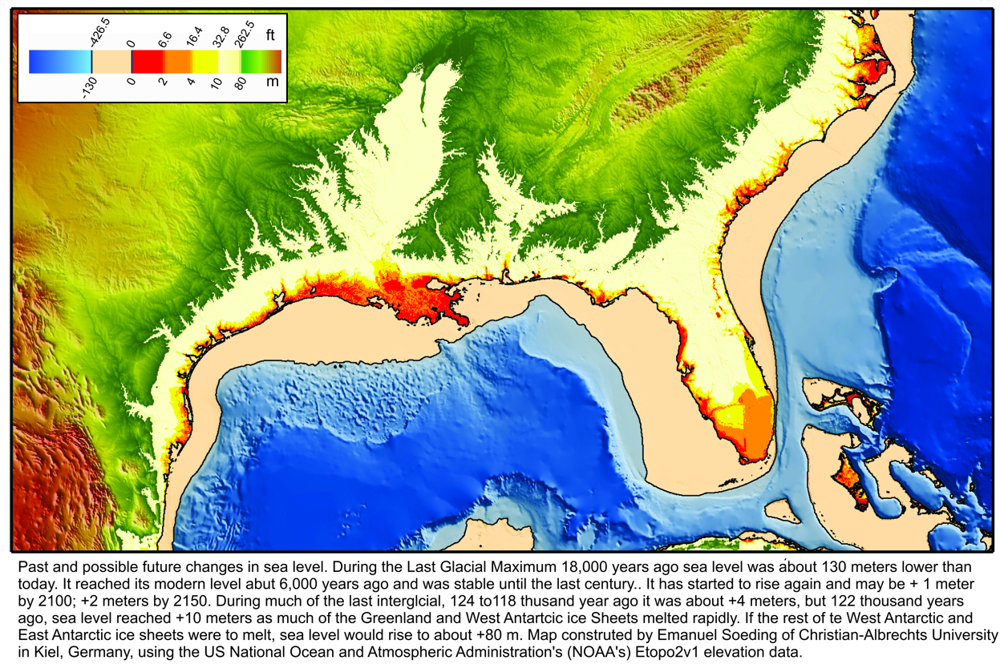 -426.5 0 6.6 16.4 32.8 262.5 ft
-130 0 2 4 10 80 m
Past and possible future changes in sea level. During the Last Glacial Maximum 18,000 years ago sea level was about 130 meters lower than
today. It reached its modern level abut 6,000 years ago and was stable until the last century.. It has started to rise again and may be + 1 meter
by 2100; +2 meters by 2150. During much of the last interglcial, 124 to118 thusand year ago it was about +4 meters, but 122 thousand years
ago, sea level reached +10 meters as much of the Greenland and West Antartcic ice Sheets melted rapidly. If the rest of te West Antarctic and
East Antarctic ice sheets were to melt, sea level would rise to about +80 m. Map construted by Emanuel Soeding of Christian-Albrechts University
in Kiel, Germany, using the US National Ocean and Atmospheric Administration's (NOAA's) Etopo2v1 elevation data.